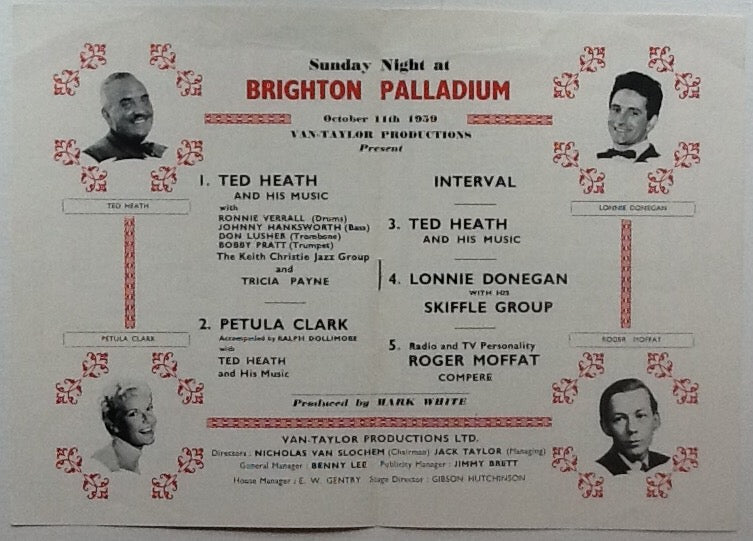 Sunday Night at
BRIGHTON PALLADIUM
October 11th 1959
VAN-TAYLOR PRODUCTIONS
Present
TED HEATH
LONNIE DONEGAN
PETULA CLARK
ROGER MOFFAT
1. TED HEATH
AND HIS MUSIC
with
RONNIE VERRALL (Drums)
JOHNNY HANKSWORTH (Bass)
DON LUSHER (Trombone)
BOBBY PRATT (Trumpet)
The Keith Christie Jazz Group
and
TRICIA PAYNE
2. PETULA CLARK
Accompanied by RALPH DOLLIMORE
with
TED HEATH
and His Music
INTERVAL
3. TED HEATH
AND HIS MUSIC
4. LONNIE DONEGAN
WITH HIS
SKIFFLE GROUP
5. Radio and TV Personality
ROGER MOFFAT
COMPERE
Produced by MARK WHITE
VAN-TAYLOR PRODUCTIONS LTD.
Directors : NICHOLAS VAN SLOCHEM (Chairman) JACK TAYLOR (Managing)
General Manager : BENNY LEE Publicity Manager : JIMMY BRETT
House Manager : E. W. GENTRY Stage Director : GIBSON HUTCHINSON